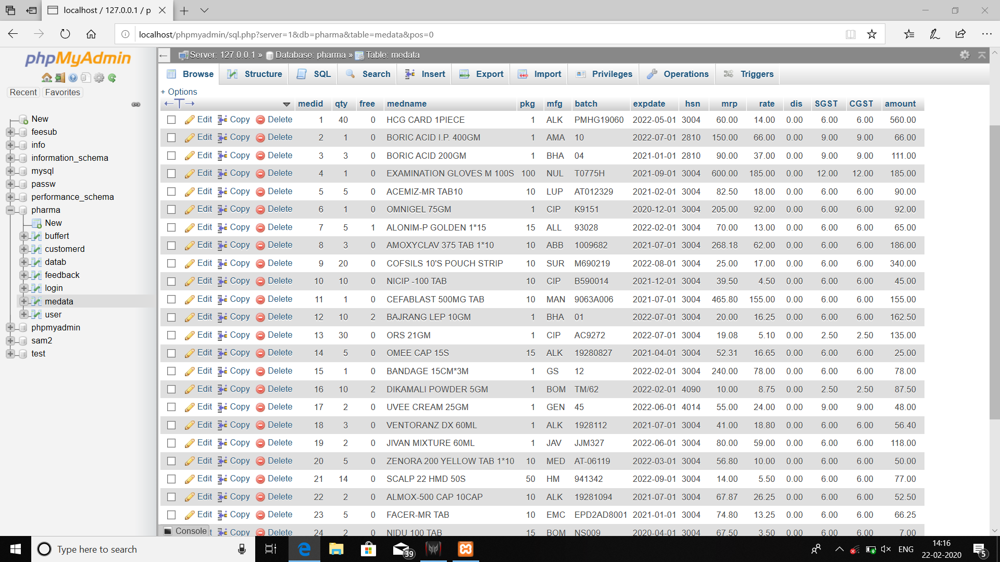 localhost / 127.0.0.1 / p
localhost/phpmyadmin/sql.php?server=1&db=pharma&table=medata&pos=0
phpMyAdmin
Recent Favorites
New
feesub
info
information_schema
mysql
passw
performance_schema
pharma
New
buffert
customerd
datab
feedback
login
medata
user
phpmyadmin
sam2
test
Server: 127.0.0.1 » Database: pharma » Table: medata
Browse Structure SQL Search Insert Export Import Privileges Operations Triggers
+ Options
←T→ medid qty free medname pkg mfg batch expdate hsn mrp rate dis SGST CGST amount
Edit Copy Delete 1 40 0 HCG CARD 1PIECE 1 ALK PMHG19060 2022-05-01 3004 60.00 14.00 0.00 6.00 6.00 560.00
Edit Copy Delete 2 1 0 BORIC ACID I.P. 400GM 1 AMA 10 2022-07-01 2810 150.00 66.00 0.00 9.00 9.00 66.00
Edit Copy Delete 3 3 0 BORIC ACID 200GM 1 BHA 04 2021-01-01 2810 90.00 37.00 0.00 9.00 9.00 111.00
Edit Copy Delete 4 1 0 EXAMINATION GLOVES M 100S 100 NUL T0775H 2021-09-01 3004 600.00 185.00 0.00 12.00 12.00 185.00
Edit Copy Delete 5 5 0 ACEMIZ-MR TAB10 10 LUP AT012329 2021-02-01 3004 82.50 18.00 0.00 6.00 6.00 90.00
Edit Copy Delete 6 1 0 OMNIGEL 75GM 1 CIP K9151 2020-12-01 3004 205.00 92.00 0.00 6.00 6.00 92.00
Edit Copy Delete 7 5 1 ALONIM-P GOLDEN 1*15 15 ALL 93028 2022-02-01 3004 70.00 13.00 0.00 6.00 6.00 65.00
Edit Copy Delete 8 3 0 AMOXYCLAV 375 TAB 1*10 10 ABB 1009682 2021-07-01 3004 268.18 62.00 0.00 6.00 6.00 186.00
Edit Copy Delete 9 20 0 COFSILS 10'S POUCH STRIP 10 SUR M690219 2022-08-01 3004 25.00 17.00 0.00 6.00 6.00 340.00
Edit Copy Delete 10 10 0 NICIP -100 TAB 10 CIP B590014 2021-12-01 3004 39.50 4.50 0.00 6.00 6.00 45.00
Edit Copy Delete 11 1 0 CEFABLAST 500MG TAB 10 MAN 9063A006 2021-07-01 3004 465.80 155.00 0.00 6.00 6.00 155.00
Edit Copy Delete 12 10 2 BAJRANG LEP 10GM 1 BHA 01 2022-07-01 3004 20.00 16.25 0.00 6.00 6.00 162.50
Edit Copy Delete 13 30 0 ORS 21GM 1 CIP AC9272 2022-07-01 3004 19.08 5.10 0.00 2.50 2.50 135.00
Edit Copy Delete 14 5 0 OMEE CAP 15S 15 ALK 19280827 2021-04-01 3004 52.31 16.65 0.00 6.00 6.00 25.00
Edit Copy Delete 15 1 0 BANDAGE 15CM*3M 1 GS 12 2022-02-01 3004 240.00 78.00 0.00 6.00 6.00 78.00
Edit Copy Delete 16 10 2 DIKAMALI POWDER 5GM 1 BOM TM/62 2022-02-01 4090 10.00 8.75 0.00 2.50 2.50 87.50
Edit Copy Delete 17 2 0 UVEE CREAM 25GM 1 GEN 45 2022-06-01 4014 55.00 24.00 0.00 9.00 9.00 48.00
Edit Copy Delete 18 3 0 VENTORANZ DX 60ML 1 ALK 1928112 2021-07-01 3004 41.00 18.80 0.00 6.00 6.00 56.40
Edit Copy Delete 19 2 0 JIVAN MIXTURE 60ML 1 JAV JJM327 2022-06-01 3004 80.00 59.00 0.00 6.00 6.00 118.00
Edit Copy Delete 20 5 0 ZENORA 200 YELLOW TAB 1*10 10 MED AT-06119 2022-03-01 3004 56.80 10.00 0.00 6.00 6.00 50.00
Edit Copy Delete 21 14 0 SCALP 22 HMD 50S 50 HM 941342 2022-09-01 3004 14.00 5.50 0.00 6.00 6.00 77.00
Edit Copy Delete 22 2 0 ALMOX-500 CAP 10CAP 10 ALK 19281094 2021-07-01 3004 67.87 26.25 0.00 6.00 6.00 52.50
Edit Copy Delete 23 5 0 FACER-MR TAB 10 EMC EPD2AD8001 2021-01-01 3004 74.80 13.25 0.00 6.00 6.00 66.25
Console t Copy Delete 24 2 0 NIDU 100 TAB 15 BOM NS009 2020-04-01 3004 67.50 3.50 0.00 6.00 6.00 7.00
Type here to search
39
ENG
14:16
22-02-2020
5